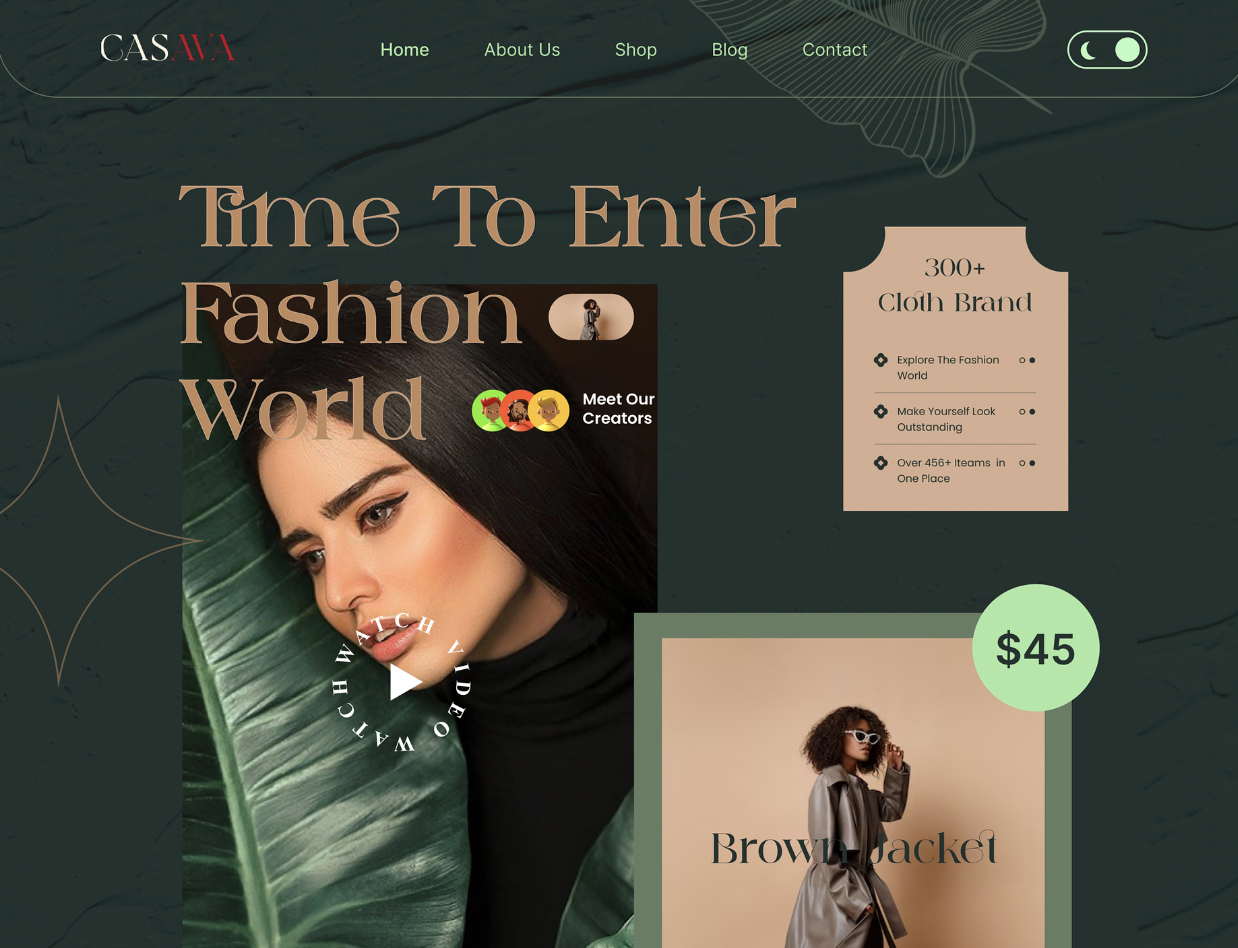 CASAVA
Home About Us Shop Blog Contact
Time To Enter
Fashion
World
Meet Our
Creators
300+
Cloth Brand
Explore The Fashion
World
Make Yourself Look
Outstanding
Over 456+ Iteams in
One Place
WATCH VIDEO WATCH
$45
Brown Jacket